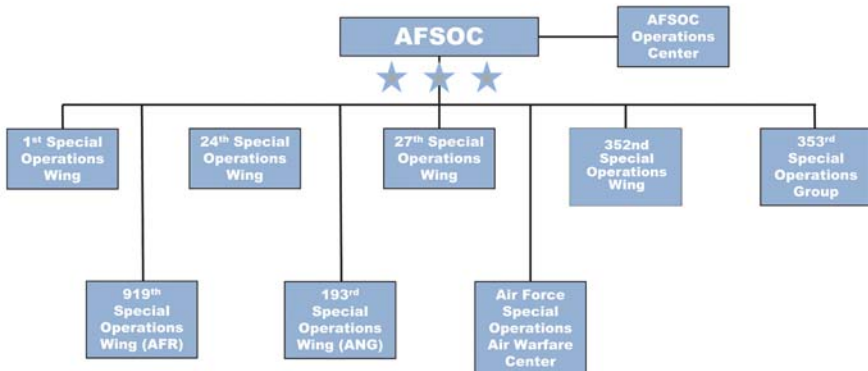 AFSOC
AFSOC
Operations
Center
1st Special
Operations
Wing
24th Special
Operations
Wing
27th Special
Operations
Wing
352nd
Special
Operations
Wing
353rd
Special
Operations
Group
919th
Special
Operations
Wing (AFR)
193rd
Special
Operations
Wing (ANG)
Air Force
Special
Operations
Air Warfare
Center